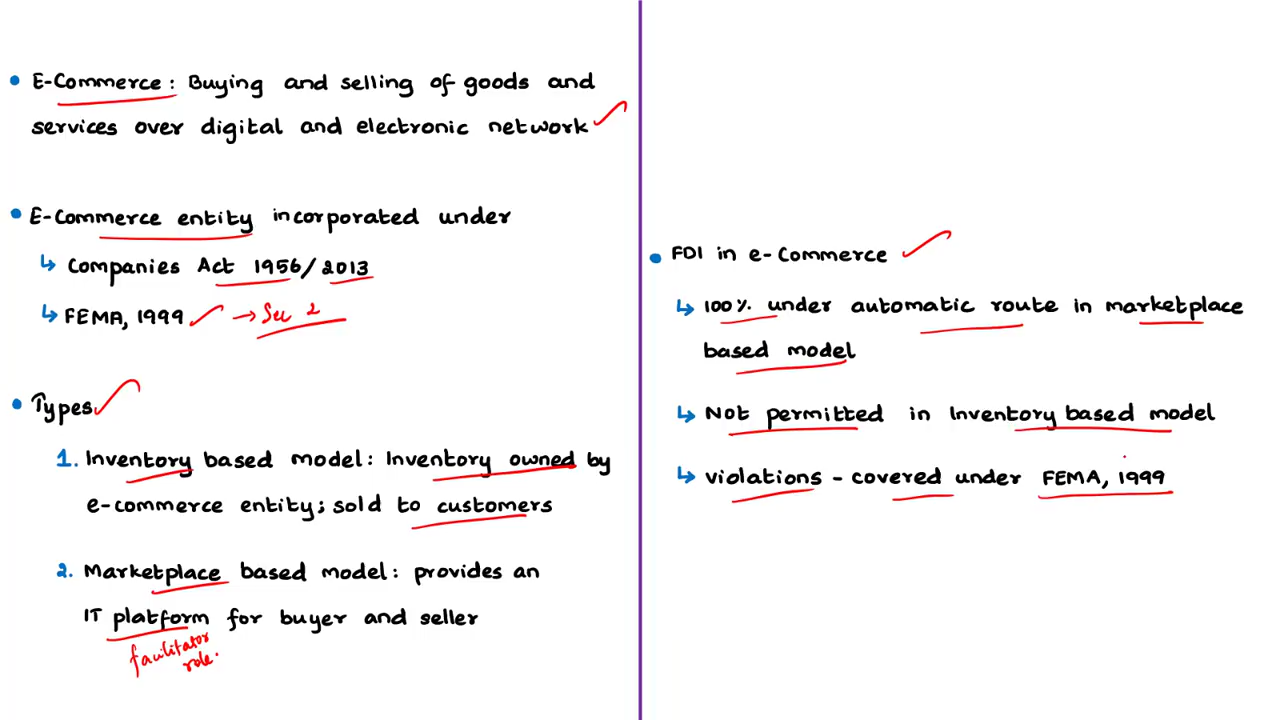 E-Commerce: Buying and selling of goods and
services over digital and electronic network
E-Commerce entity incorporated under
↳ Companies Act 1956/2013
↳ FEMA, 1999 → Sec 2
Types
1. Inventory based model: Inventory owned by
e-commerce entity; sold to customers
2. Marketplace based model: provides an
IT platform for buyer and seller
facilitator
role.
FDI in e-Commerce
↳ 100% under automatic route in marketplace
based model
↳ Not permitted in Inventory based model
↳ violations - covered under FEMA, 1999